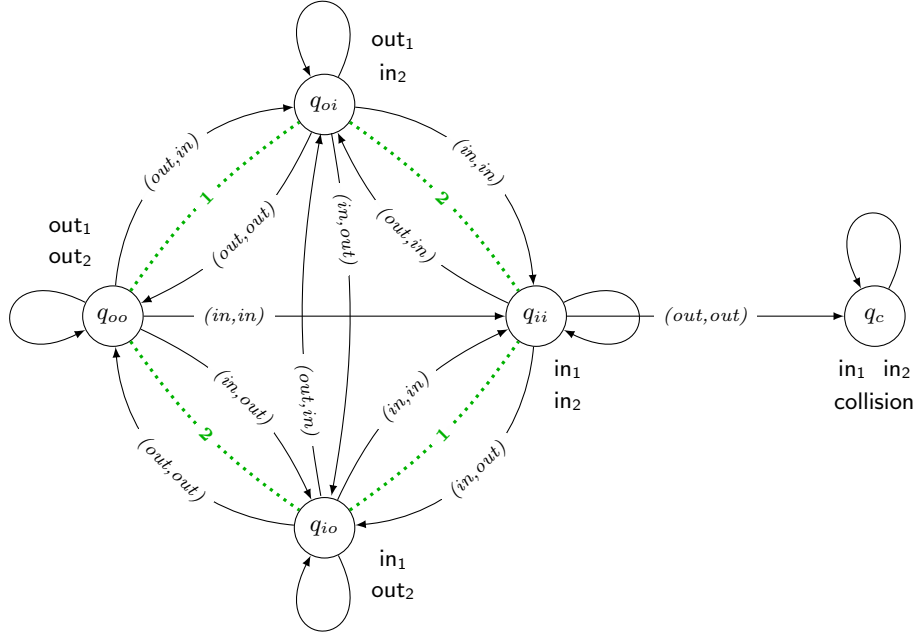 out₁
in₂
q_oi
(out,in)
(in,in)
1
2
(in,out)
(out,out)
(out,in)
out₁
out₂
q_oo
(in,in)
q_ii
(out,out)
q_c
in₁
in₂
in₁ in₂
collision
(in,out)
(out,in)
(in,in)
2
1
(out,out)
(in,out)
q_io
in₁
out₂